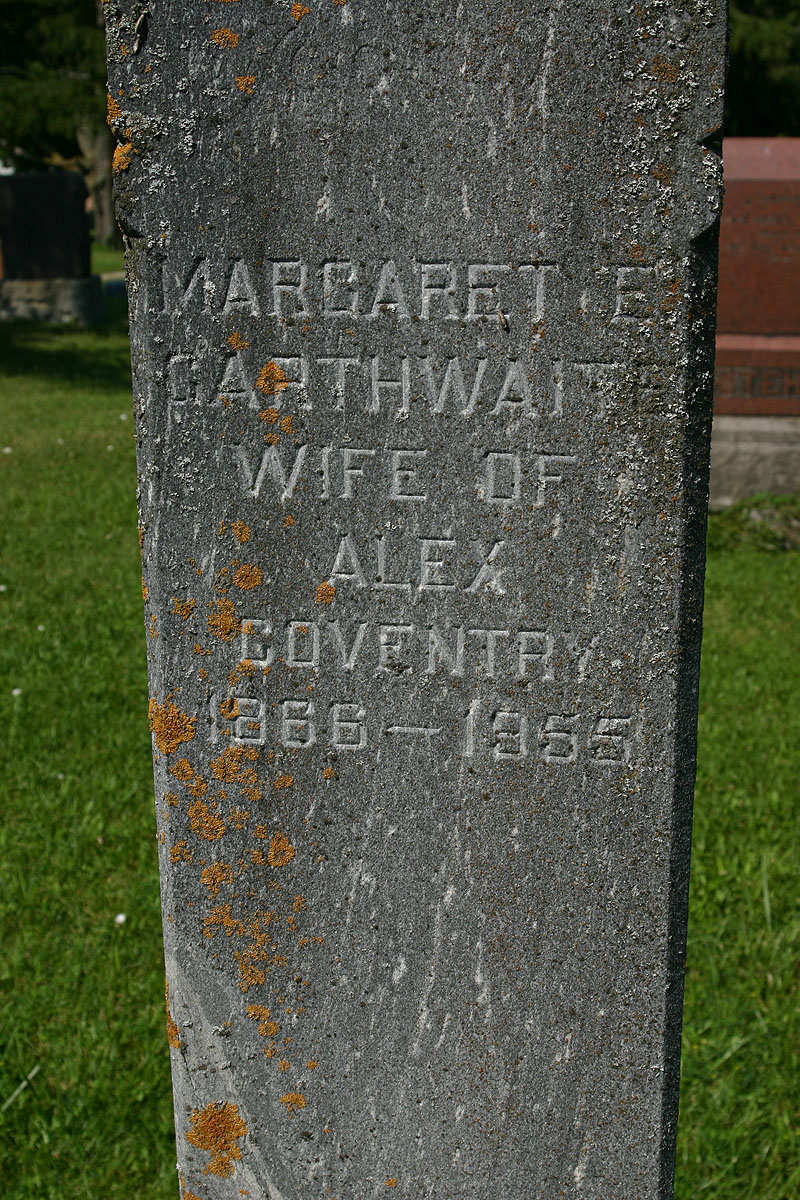 MARGARET E
GARTHWAITE
WIFE OF
ALEX
COVENTRY
1866 — 1955